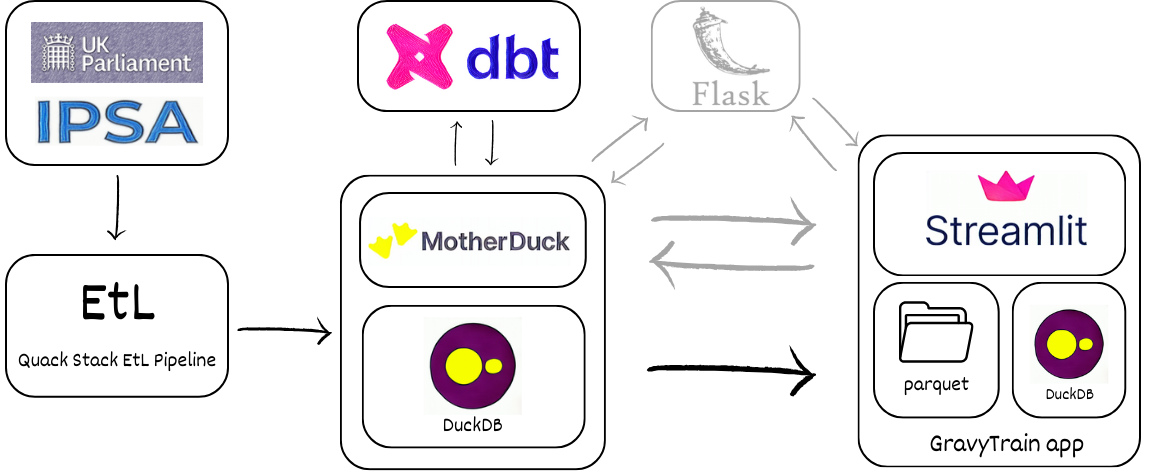 UK
Parliament
IPSA
dbt
Flask
EtL
Quack Stack EtL Pipeline
MotherDuck
DuckDB
Streamlit
parquet
DuckDB
GravyTrain app